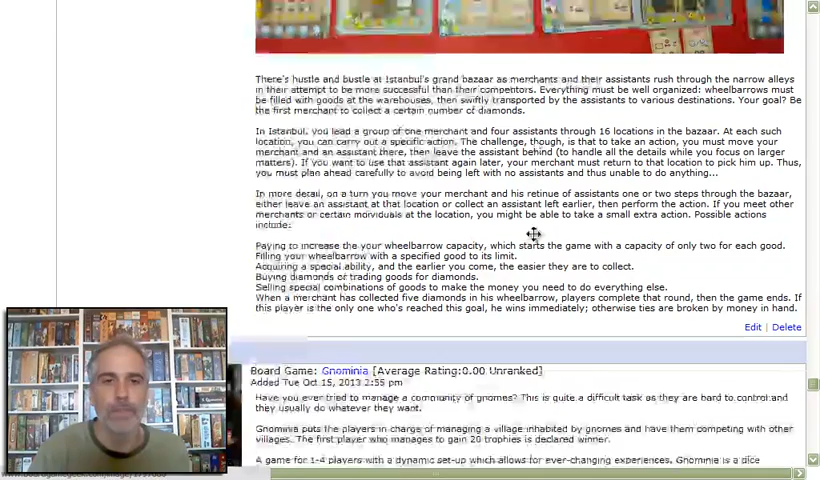 There's hustle and bustle at Istanbul's grand bazaar as merchants and their assistants rush through the narrow alleys
in their attempt to be more successful than their competitors. Everything must be well organized: wheelbarrows must
be filled with goods at the warehouses, then swiftly transported by the assistants to various destinations. Your goal? Be
the first merchant to collect a certain number of diamonds.
In Istanbul, you lead a group of one merchant and four assistants through 16 locations in the bazaar. At each such
location, you can carry out a specific action. The challenge, though, is that to take an action, you must move your
merchant and an assistant there, then leave the assistant behind (to handle all the details while you focus on larger
matters). If you want to use that assistant again later, your merchant must return to that location to pick him up. Thus,
you must plan ahead carefully to avoid being left with no assistants and thus unable to do anything...
In more detail, on a turn you move your merchant and his retinue of assistants one or two steps through the bazaar,
either leave an assistant at that location or collect an assistant left earlier, then perform the action. If you meet other
merchants or certain individuals at the location, you might be able to take a small extra action. Possible actions
include:
Paying to increase the your wheelbarrow capacity, which starts the game with a capacity of only two for each good.
Filling your wheelbarrow with a specified good to its limit.
Acquiring a special ability, and the earlier you come, the easier they are to collect.
Buying diamonds or trading goods for diamonds.
Selling special combinations of goods to make the money you need to do everything else.
When a merchant has collected five diamonds in his wheelbarrow, players complete that round, then the game ends. If
this player is the only one who's reached this goal, he wins immediately; otherwise ties are broken by money in hand.
Edit | Delete
Board Game: Gnominia [Average Rating:0.00 Unranked]
Added Tue Oct 15, 2013 2:55 pm
Have you ever tried to manage a community of gnomes? This is quite a difficult task as they are hard to control and
they usually do whatever they want.
Gnominia puts the players in charge of managing a village inhabited by gnomes and have them competing with other
villages. The first player who manages to gain 20 trophies is declared winner.
A game for 1-4 players with a dynamic set-up which allows for ever-changing experiences, Gnominia is a dice